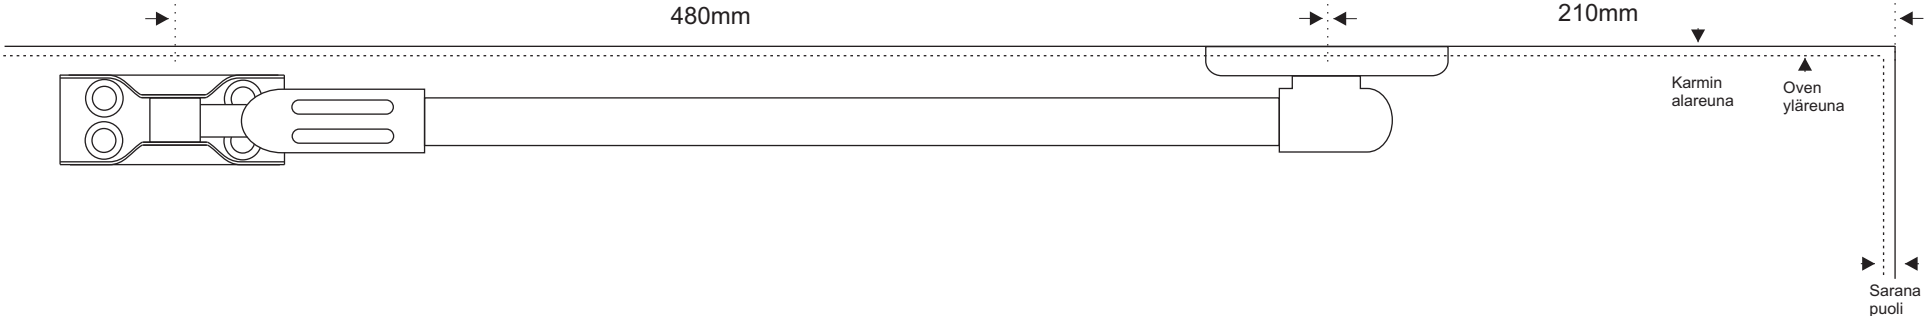 480mm
210mm
Karmin
alareuna
Oven
yläreuna
Sarana
puoli